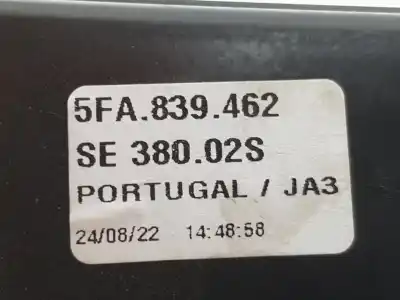 5FA.839.462
SE 380.02S
PORTUGAL / JA3
24/08/22 14:48:58